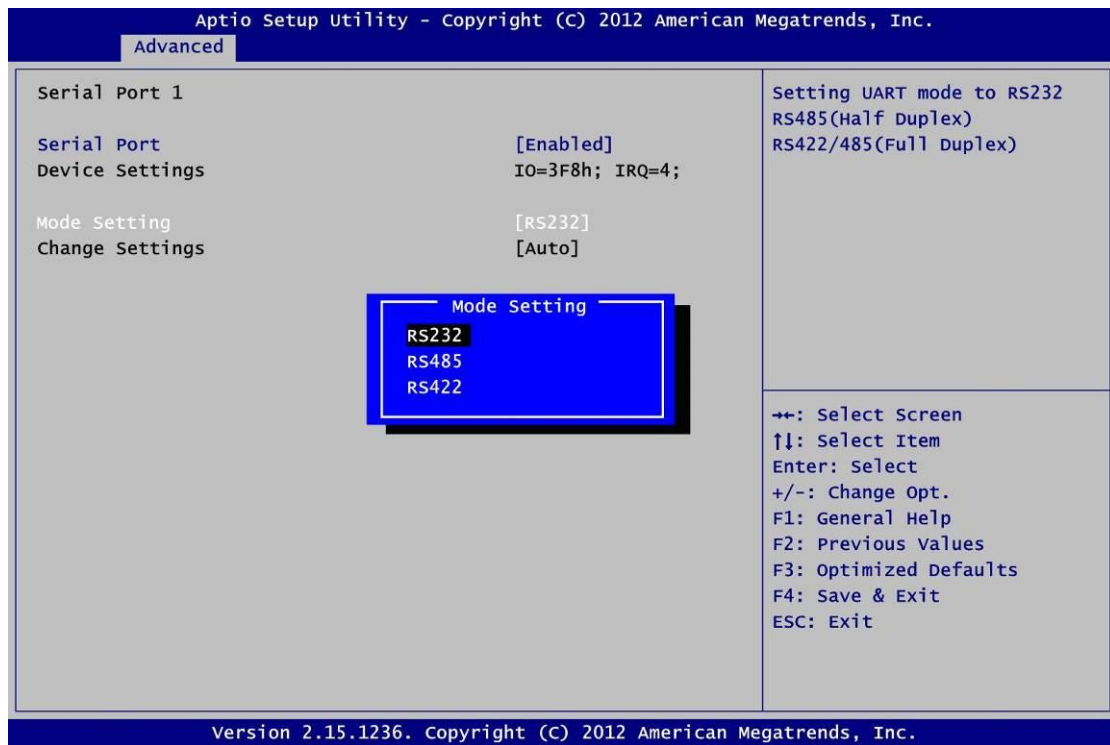 Aptio Setup Utility - Copyright (C) 2012 American Megatrends, Inc.
Advanced
Serial Port 1
Serial Port [Enabled]
Device Settings IO=3F8h; IRQ=4;
Mode Setting [RS232]
Change Settings [Auto]
Mode Setting
RS232
RS485
RS422
Setting UART mode to RS232
RS485(Half Duplex)
RS422/485(Full Duplex)
→←: Select Screen
↑↓: Select Item
Enter: Select
+/-: Change Opt.
F1: General Help
F2: Previous Values
F3: Optimized Defaults
F4: Save & Exit
ESC: Exit
Version 2.15.1236. Copyright (C) 2012 American Megatrends, Inc.